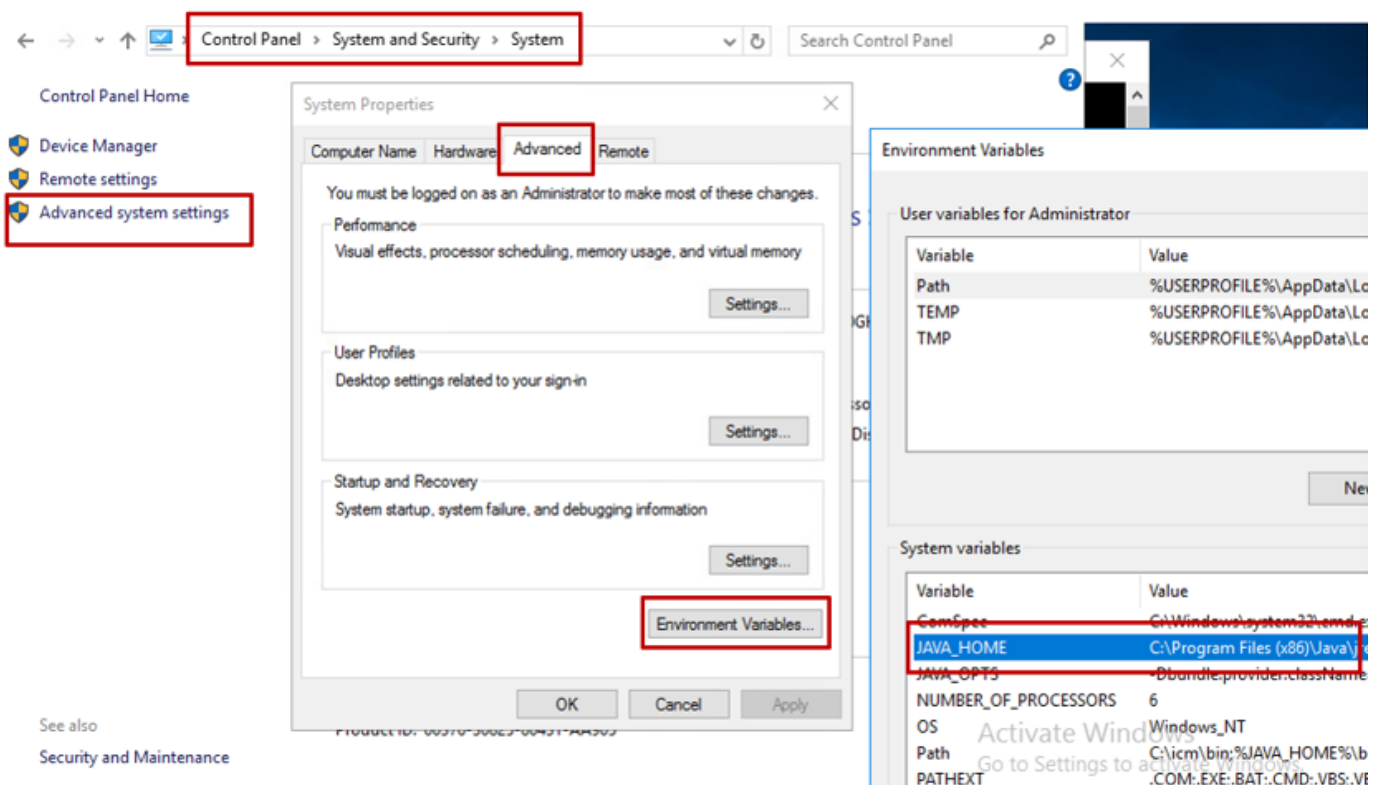 Control Panel > System and Security > System
Search Control Panel
Control Panel Home
Device Manager
Remote settings
Advanced system settings
See also
Security and Maintenance
System Properties
Computer Name Hardware Advanced Remote
You must be logged on as an Administrator to make most of these changes.
Performance
Visual effects, processor scheduling, memory usage, and virtual memory
Settings...
User Profiles
Desktop settings related to your sign-in
Settings...
Startup and Recovery
System startup, system failure, and debugging information
Settings...
Environment Variables...
OK Cancel Apply
Environment Variables
User variables for Administrator
Variable Value
Path %USERPROFILE%\AppData\Lo
TEMP %USERPROFILE%\AppData\Lo
TMP %USERPROFILE%\AppData\Lo
Nev
System variables
Variable Value
ComSpec C:\Windows\system32\cmd.e
JAVA_HOME C:\Program Files (x86)\Java\jre
JAVA_OPTS -Dbundle.provider.className
NUMBER_OF_PROCESSORS 6
OS Windows_NT
Path C:\icm\bin;%JAVA_HOME%\b
PATHEXT .COM;.EXE;.BAT;.CMD;.VBS;.VE
Activate Windows
Go to Settings to activate Windows.